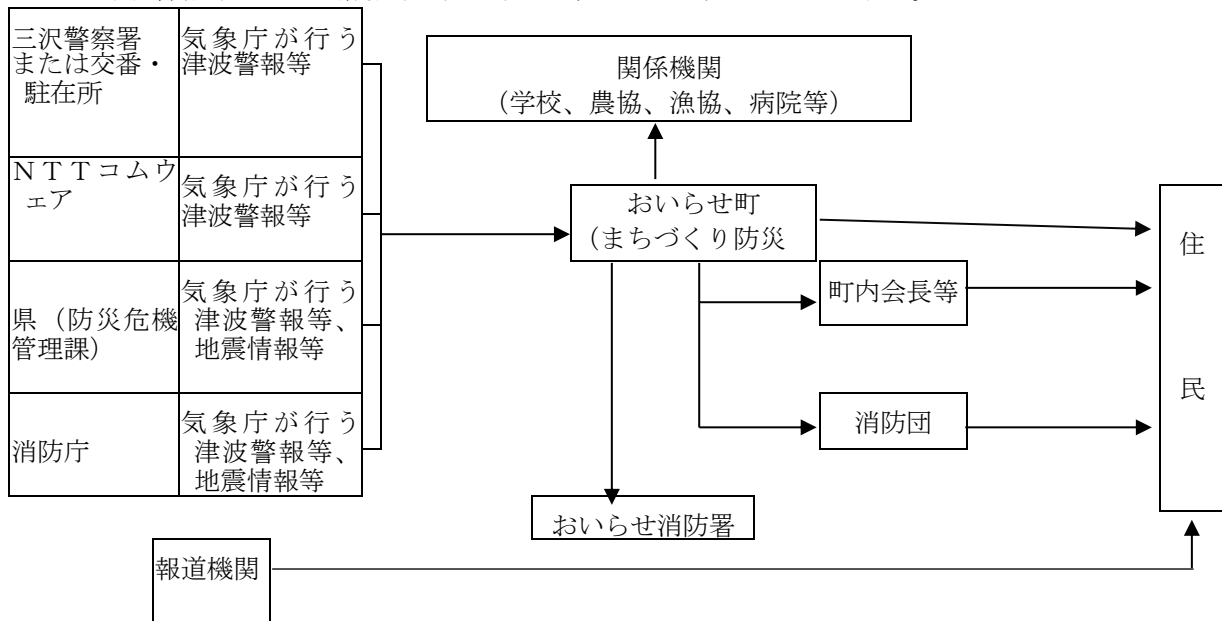 三沢警察署
または交番・
駐在所
気象庁が行う
津波警報等
関係機関
(学校、農協、漁協、病院等)
ＮＴＴコムウ
ェア
気象庁が行う
津波警報等
おいらせ町
(まちづくり防災
住
民
県（防災危機
管理課）
気象庁が行う
津波警報等、
地震情報等
町内会長等
消防庁
気象庁が行う
津波警報等、
地震情報等
消防団
おいらせ消防署
報道機関